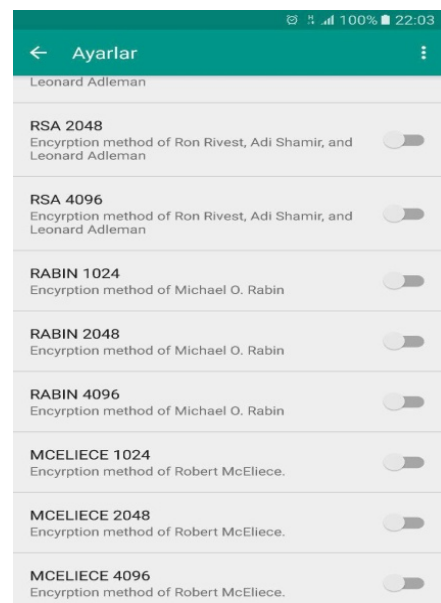 100% 22:03
Ayarlar
Leonard Adleman
RSA 2048
Encyrption method of Ron Rivest, Adi Shamir, and
Leonard Adleman
RSA 4096
Encyrption method of Ron Rivest, Adi Shamir, and
Leonard Adleman
RABIN 1024
Encyrption method of Michael O. Rabin
RABIN 2048
Encyrption method of Michael O. Rabin
RABIN 4096
Encyrption method of Michael O. Rabin
MCELIECE 1024
Encyrption method of Robert McEliece.
MCELIECE 2048
Encyrption method of Robert McEliece.
MCELIECE 4096
Encyrption method of Robert McEliece.